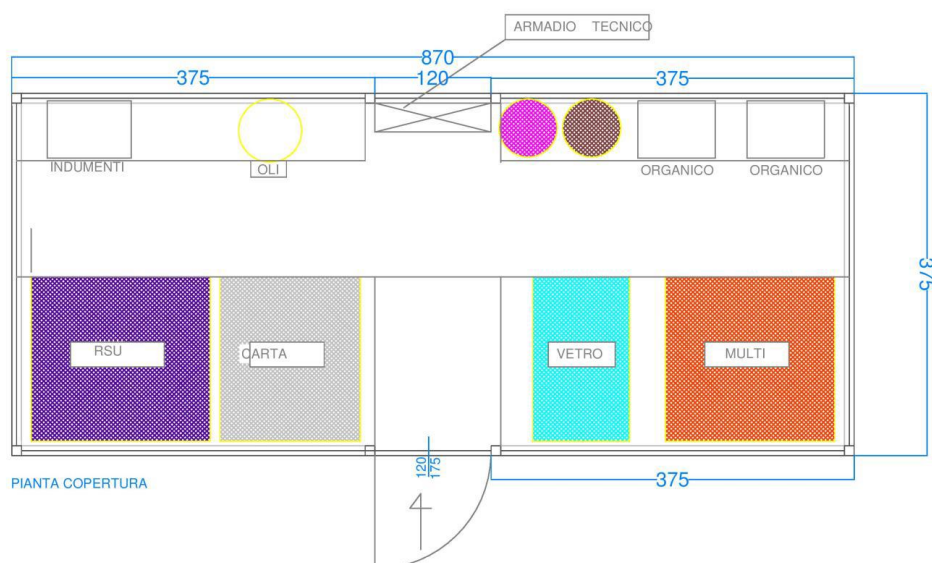 ARMADIO TECNICO
870
375
120
375
INDUMENTI
OLI
ORGANICO
ORGANICO
375
RSU
CARTA
VETRO
MULTI
120
175
375
PIANTA COPERTURA